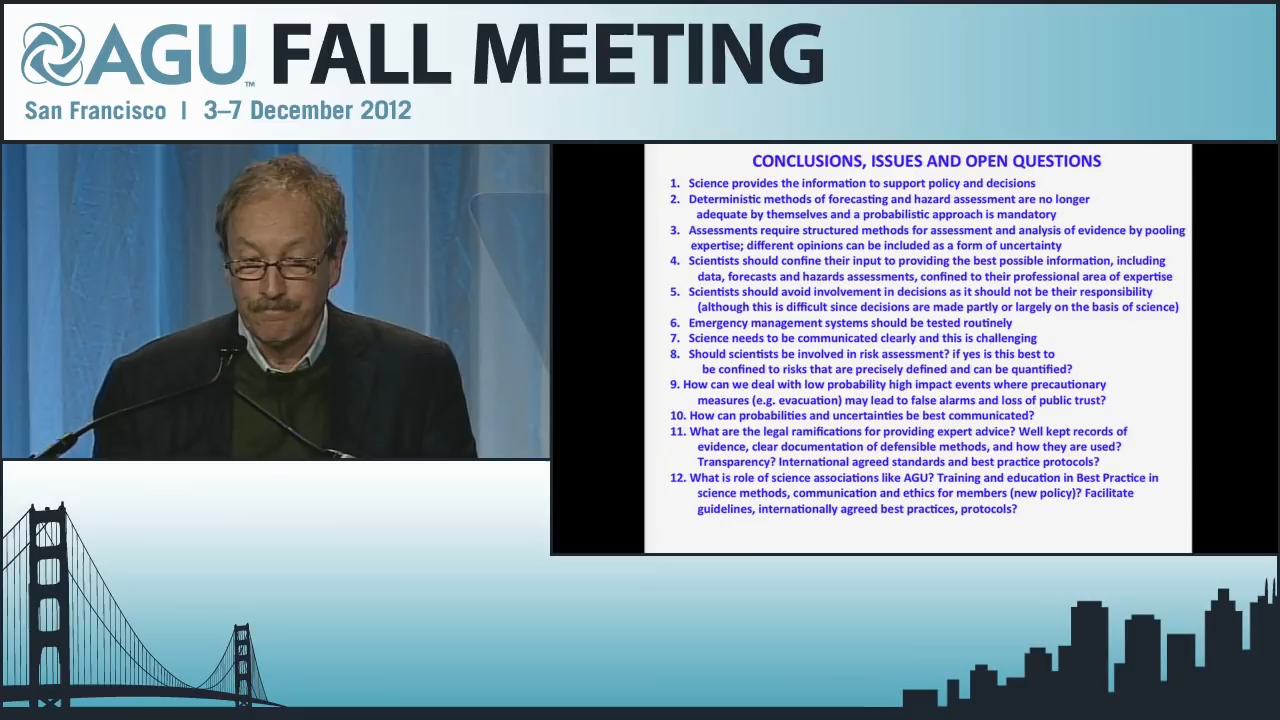 AGU™ FALL MEETING
San Francisco | 3–7 December 2012
CONCLUSIONS, ISSUES AND OPEN QUESTIONS
1. Science provides the information to support policy and decisions
2. Deterministic methods of forecasting and hazard assessment are no longer
adequate by themselves and a probabilistic approach is mandatory
3. Assessments require structured methods for assessment and analysis of evidence by pooling
expertise; different opinions can be included as a form of uncertainty
4. Scientists should confine their input to providing the best possible information, including
data, forecasts and hazards assessments, confined to their professional area of expertise
5. Scientists should avoid involvement in decisions as it should not be their responsibility
(although this is difficult since decisions are made partly or largely on the basis of science)
6. Emergency management systems should be tested routinely
7. Science needs to be communicated clearly and this is challenging
8. Should scientists be involved in risk assessment? if yes is this best to
be confined to risks that are precisely defined and can be quantified?
9. How can we deal with low probability high impact events where precautionary
measures (e.g. evacuation) may lead to false alarms and loss of public trust?
10. How can probabilities and uncertainties be best communicated?
11. What are the legal ramifications for providing expert advice? Well kept records of
evidence, clear documentation of defensible methods, and how they are used?
Transparency? International agreed standards and best practice protocols?
12. What is role of science associations like AGU? Training and education in Best Practice in
science methods, communication and ethics for members (new policy)? Facilitate
guidelines, internationally agreed best practices, protocols?